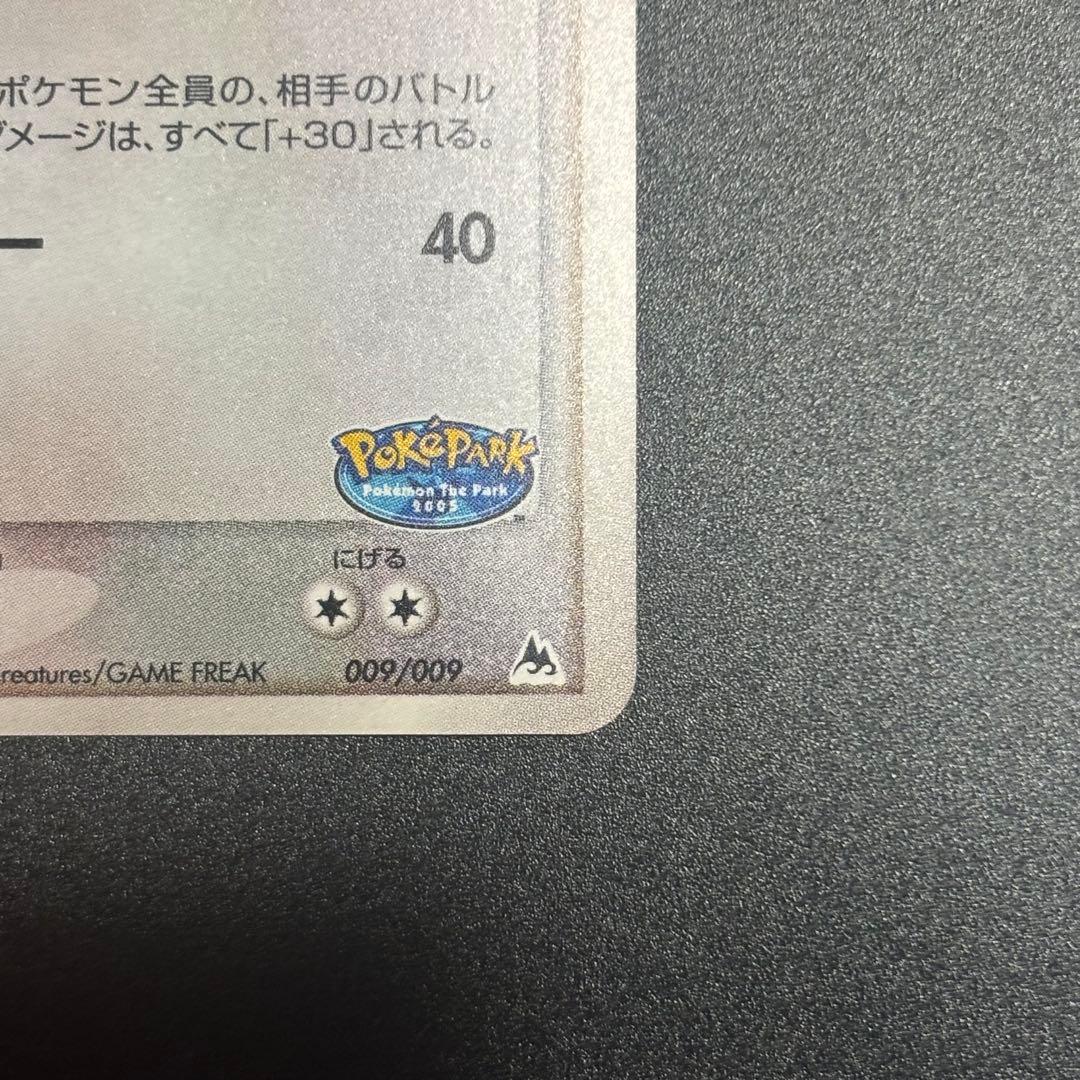 ポケモン全員の、相手のバトル
ダメージは、すべて「+30」される。
ー 40
PokéPark
Pokémon The Park
2005
TM
にげる
reatures/GAME FREAK 009/009